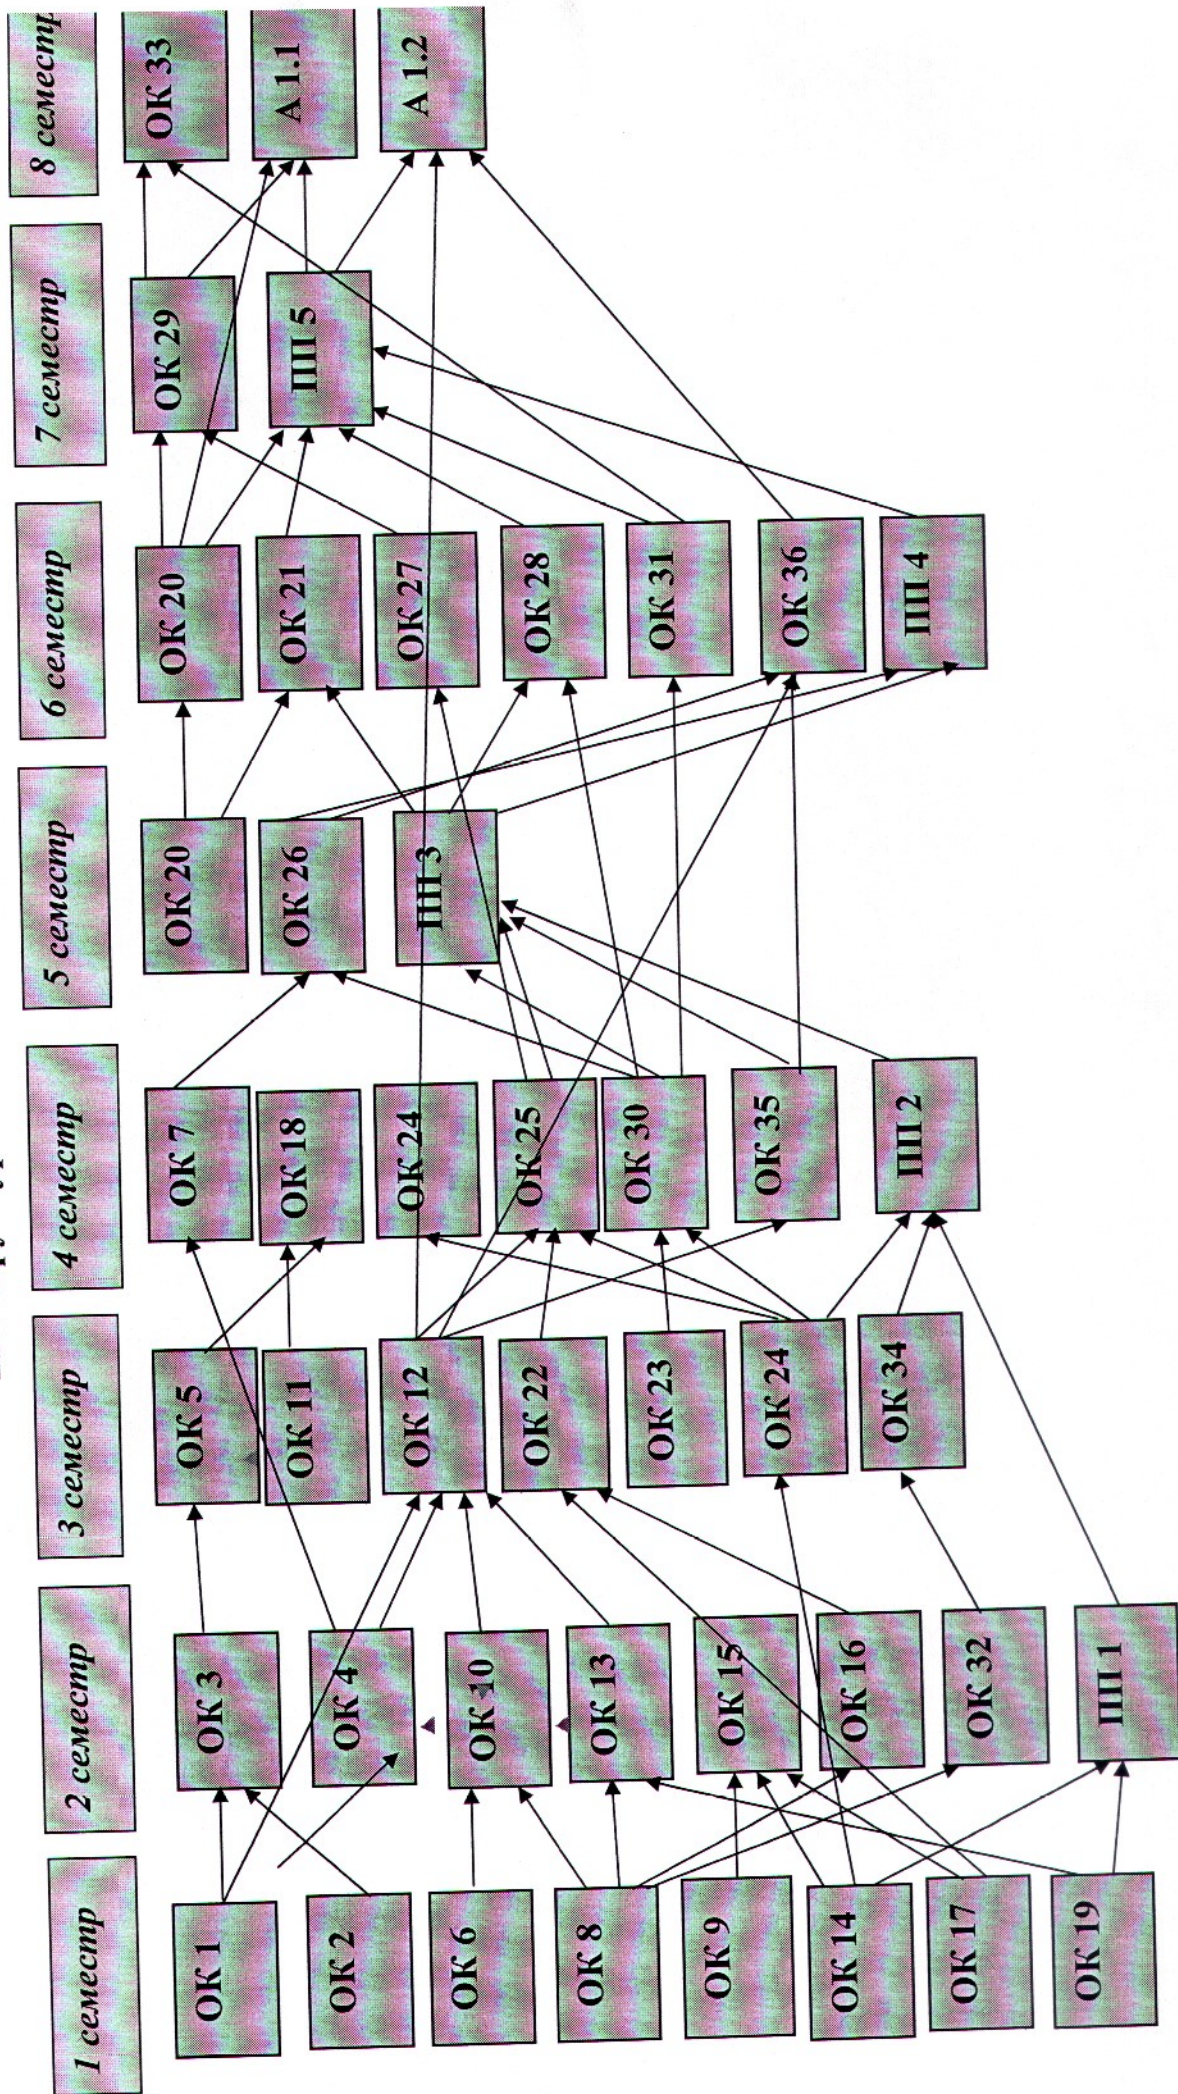 1 семестр
2 семестр
3 семестр
4 семестр
5 семестр
6 семестр
7 семестр
8 семестр
ОК 1
ОК 2
ОК 6
ОК 8
ОК 9
ОК 14
ОК 17
ОК 19
ОК 3
ОК 4
ОК 10
ОК 13
ОК 15
ОК 16
ОК 32
ПП 1
ОК 5
ОК 11
ОК 12
ОК 22
ОК 23
ОК 24
ОК 34
ОК 7
ОК 18
ОК 24
ОК 25
ОК 30
ОК 35
ПП 2
ОК 20
ОК 26
ПП 3
ОК 20
ОК 21
ОК 27
ОК 28
ОК 31
ОК 36
ПП 4
ОК 29
ПП 5
ОК 33
А 1.1
А 1.2